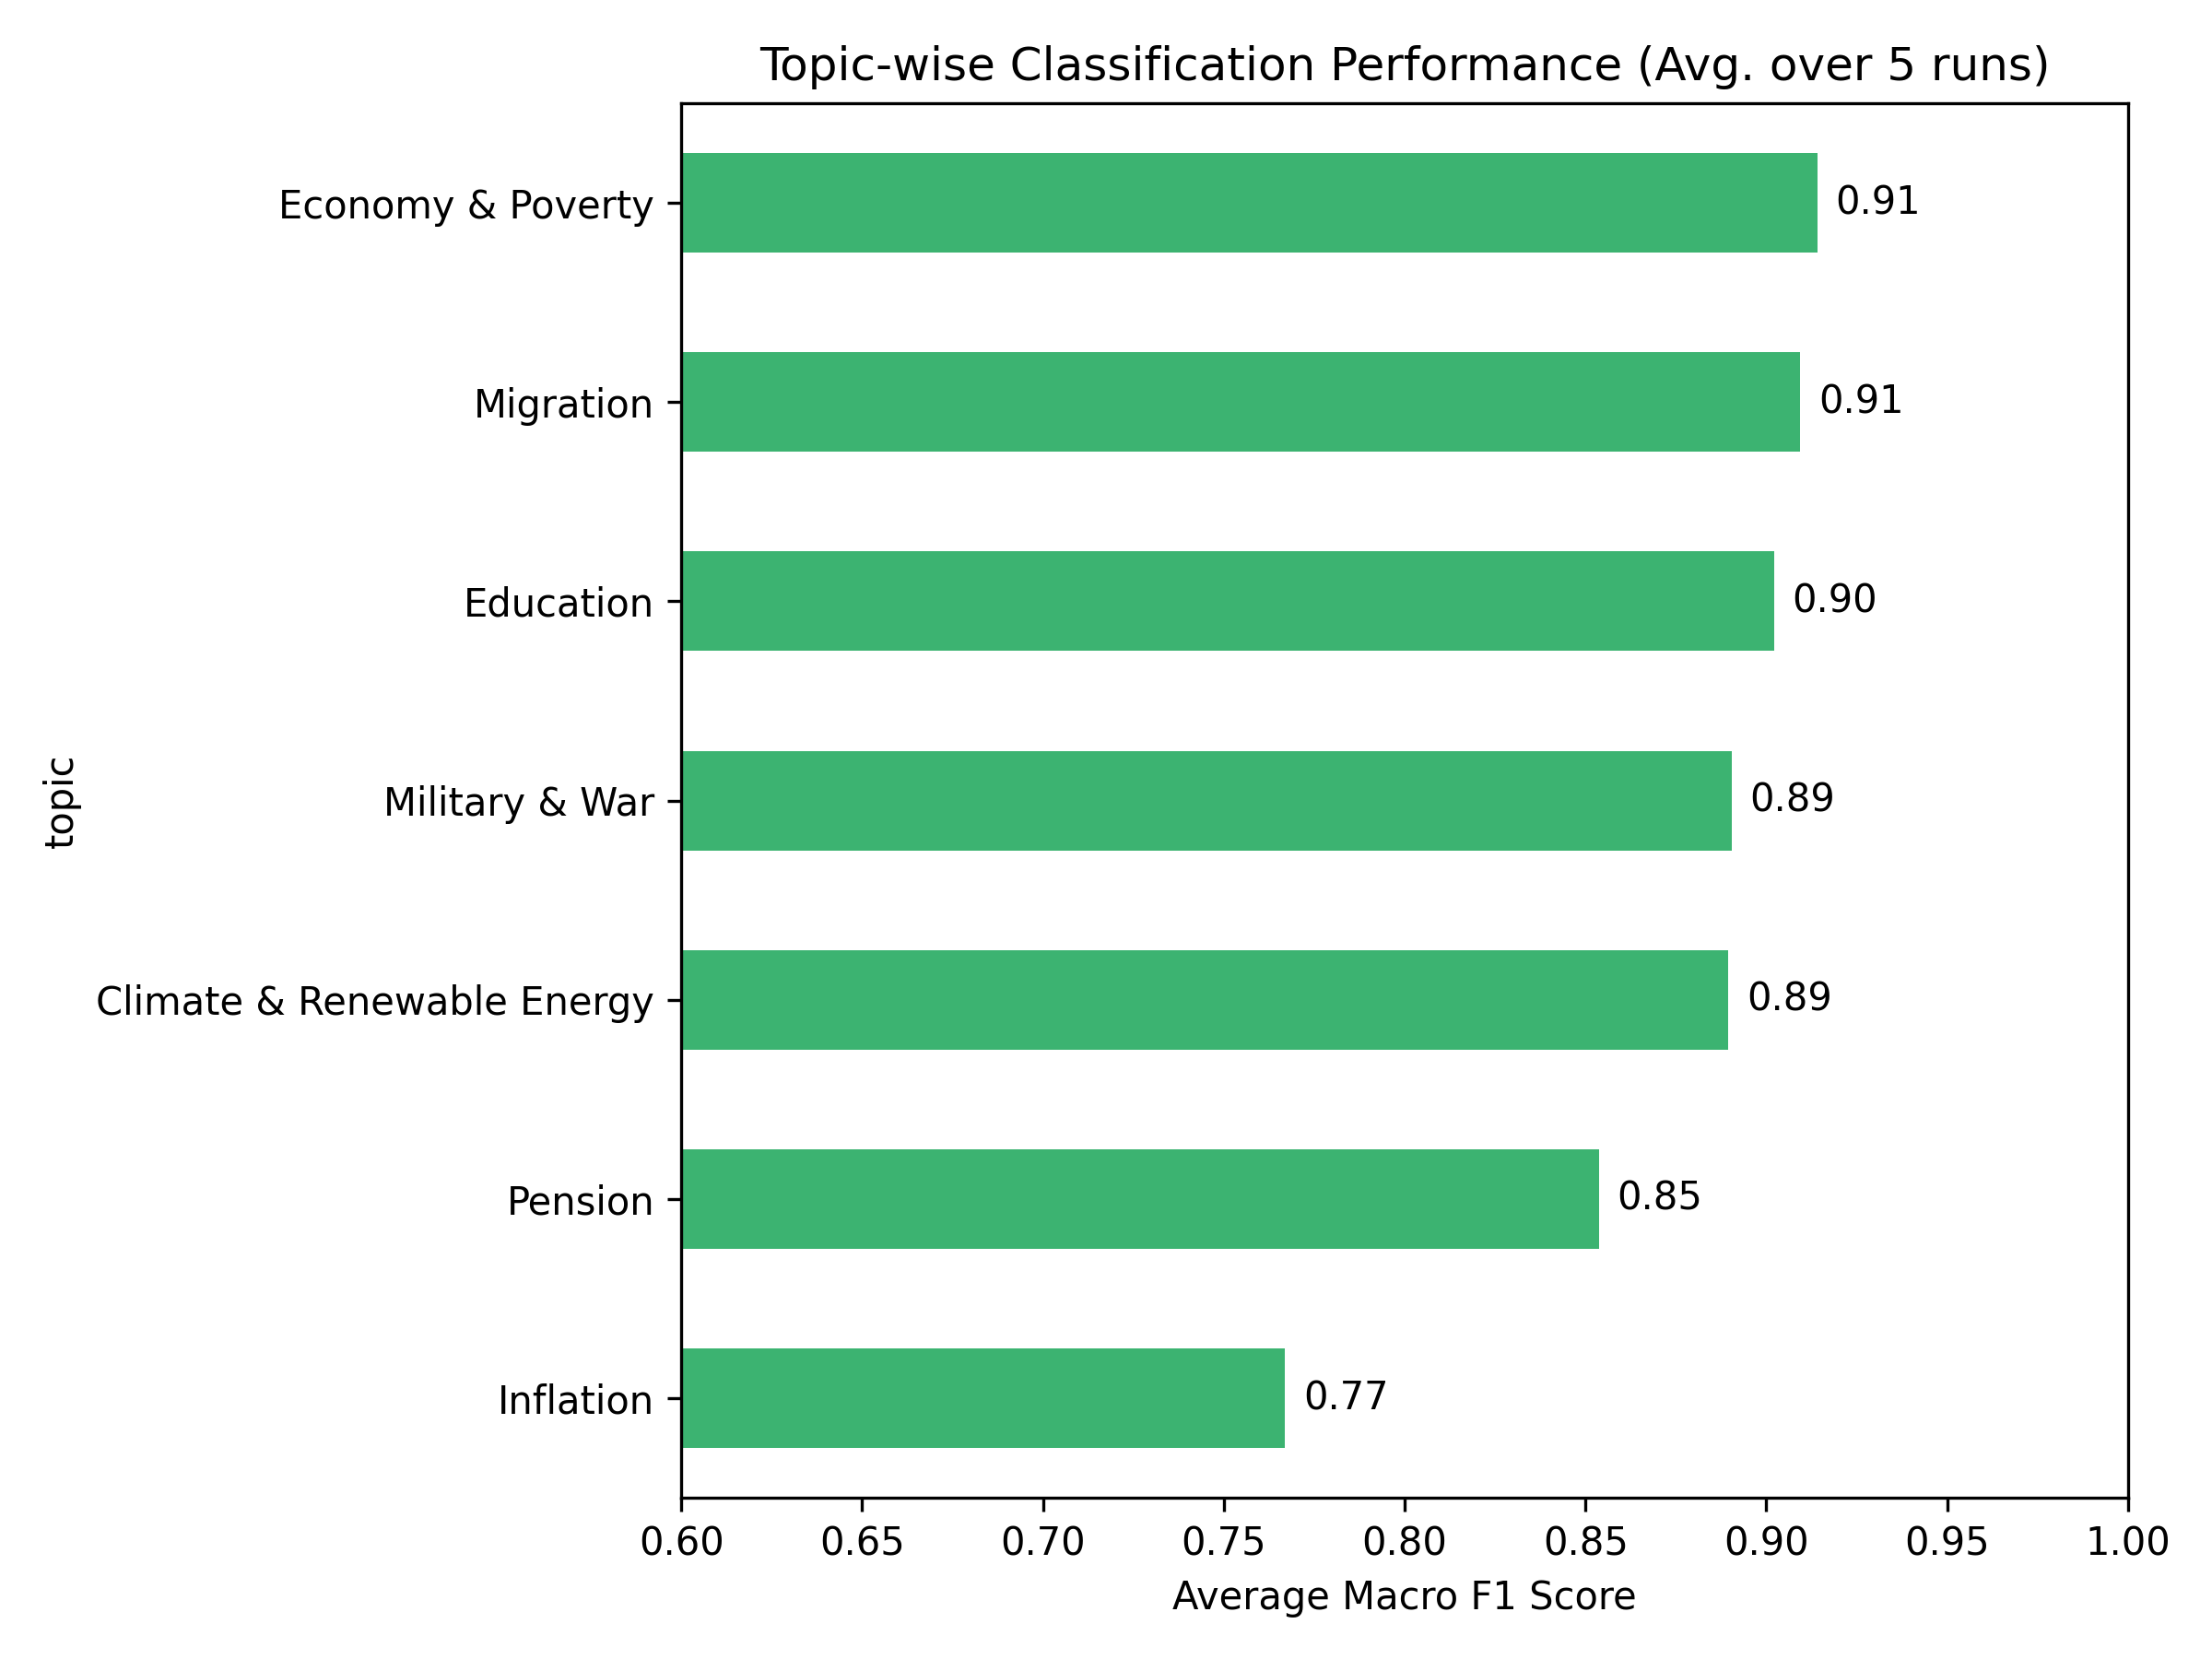 Topic-wise Classification Performance (Avg. over 5 runs)
Economy & Poverty
0.91
Migration
0.91
Education
0.90
Military & War
0.89
Climate & Renewable Energy
0.89
Pension
0.85
Inflation
0.77
topic
0.60 0.65 0.70 0.75 0.80 0.85 0.90 0.95 1.00
Average Macro F1 Score